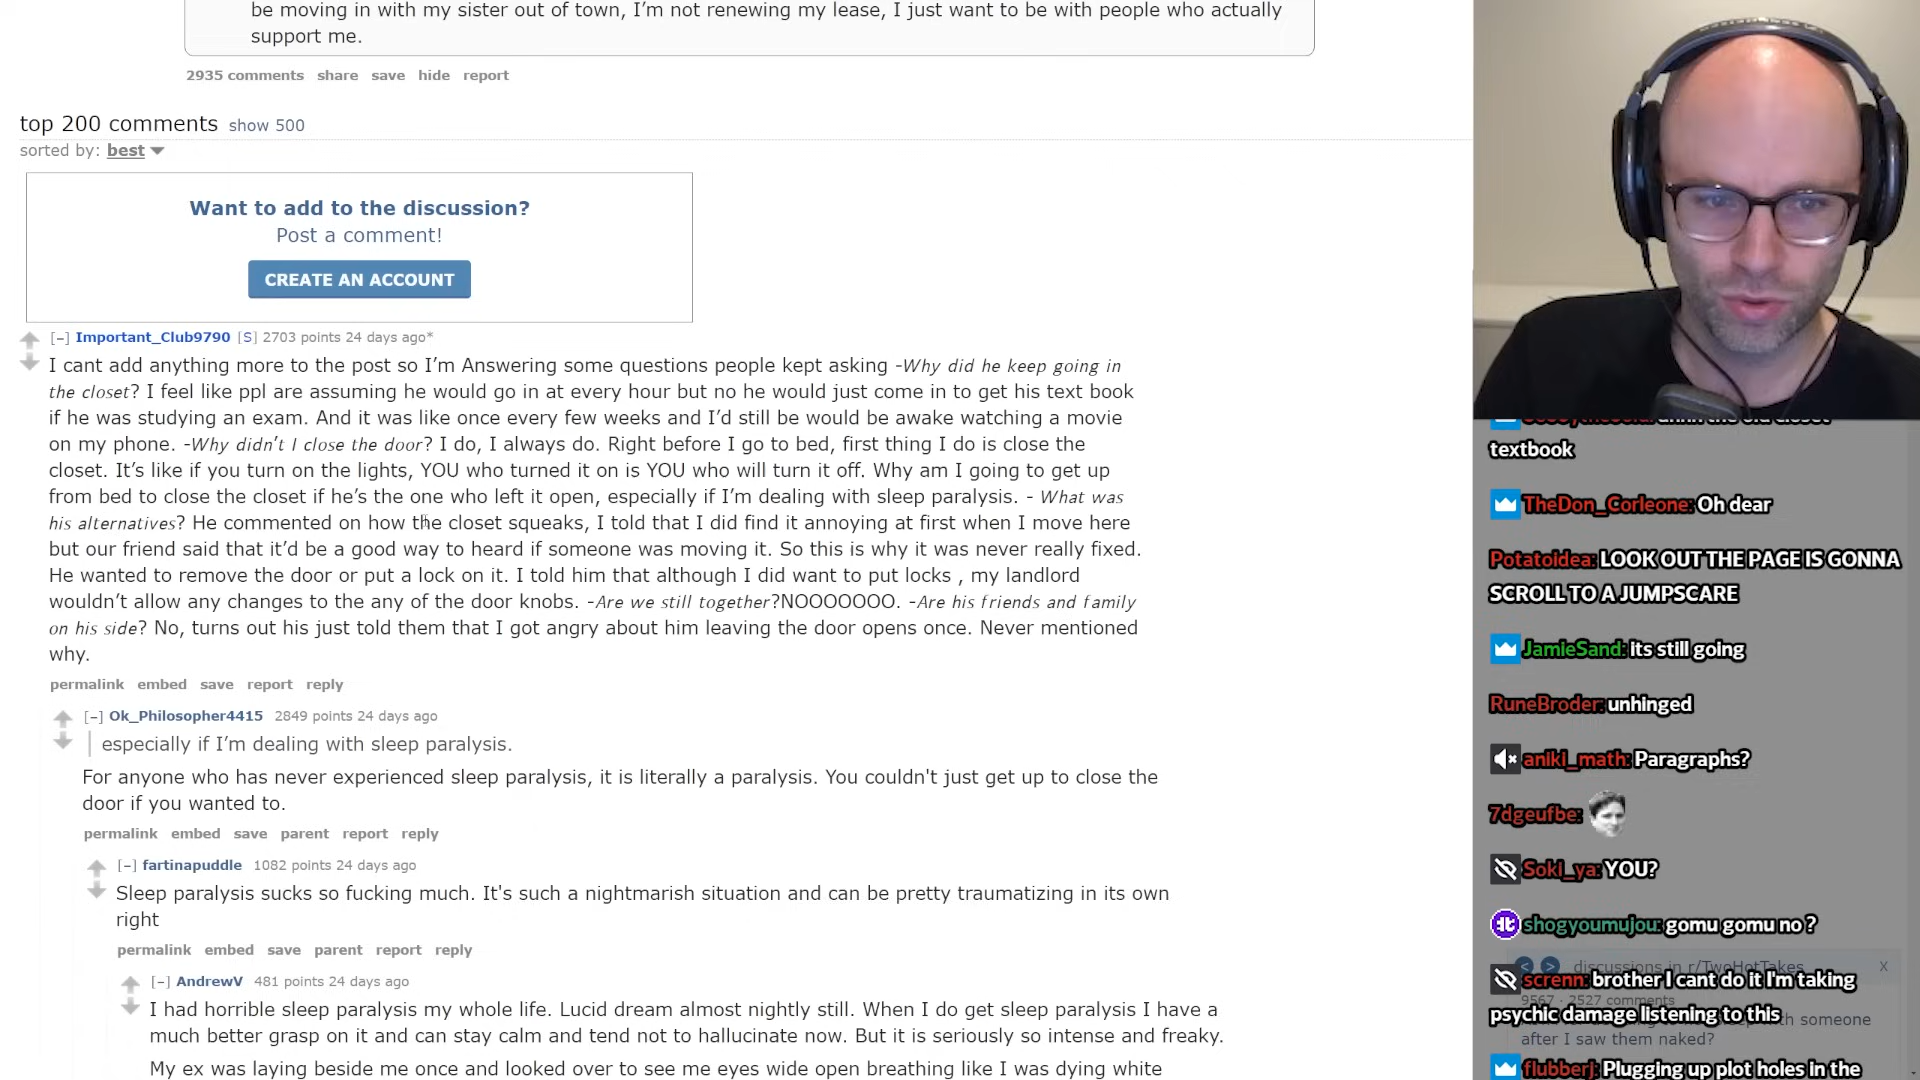 be moving in with my sister out of town, I’m not renewing my lease, I just want to be with people who actually
support me.
2935 comments share save hide report
top 200 comments show 500
sorted by: best
Want to add to the discussion?
Post a comment!
CREATE AN ACCOUNT
[–] Important_Club9790 [S] 2703 points 24 days ago*
I cant add anything more to the post so I’m Answering some questions people kept asking -Why did he keep going in
the closet? I feel like ppl are assuming he would go in at every hour but no he would just come in to get his text book
if he was studying an exam. And it was like once every few weeks and I’d still be would be awake watching a movie
on my phone. -Why didn’t I close the door? I do, I always do. Right before I go to bed, first thing I do is close the
closet. It’s like if you turn on the lights, YOU who turned it on is YOU who will turn it off. Why am I going to get up
from bed to close the closet if he’s the one who left it open, especially if I’m dealing with sleep paralysis. - What was
his alternatives? He commented on how the closet squeaks, I told that I did find it annoying at first when I move here
but our friend said that it’d be a good way to heard if someone was moving it. So this is why it was never really fixed.
He wanted to remove the door or put a lock on it. I told him that although I did want to put locks , my landlord
wouldn’t allow any changes to the any of the door knobs. -Are we still together?NOOOOOOO. -Are his friends and family
on his side? No, turns out his just told them that I got angry about him leaving the door opens once. Never mentioned
why.
permalink embed save report reply
[–] Ok_Philosopher4415 2849 points 24 days ago
especially if I’m dealing with sleep paralysis.
For anyone who has never experienced sleep paralysis, it is literally a paralysis. You couldn't just get up to close the
door if you wanted to.
permalink embed save parent report reply
[–] fartinapuddle 1082 points 24 days ago
Sleep paralysis sucks so fucking much. It's such a nightmarish situation and can be pretty traumatizing in its own
right
permalink embed save parent report reply
[–] AndrewV 481 points 24 days ago
I had horrible sleep paralysis my whole life. Lucid dream almost nightly still. When I do get sleep paralysis I have a
much better grasp on it and can stay calm and tend not to hallucinate now. But it is seriously so intense and freaky.
My ex was laying beside me once and looked over to see me eyes wide open breathing like I was dying white
the old closet
textbook
TheDon_Corleone: Oh dear
Potatoidea: LOOK OUT THE PAGE IS GONNA
SCROLL TO A JUMPSCARE
JamieSand: its still going
RuneBroder: unhinged
aniki_math: Paragraphs?
7dgeufbe:
Soki_ya: YOU?
shogyoumujou: gomu gomu no ?
discussions in r/TwoHotTakes X
screnn: brother I cant do it I'm taking
9567 · 2527 comments
psychic damage listening to this
with someone
after I saw them naked?
flubberj: Plugging up plot holes in the